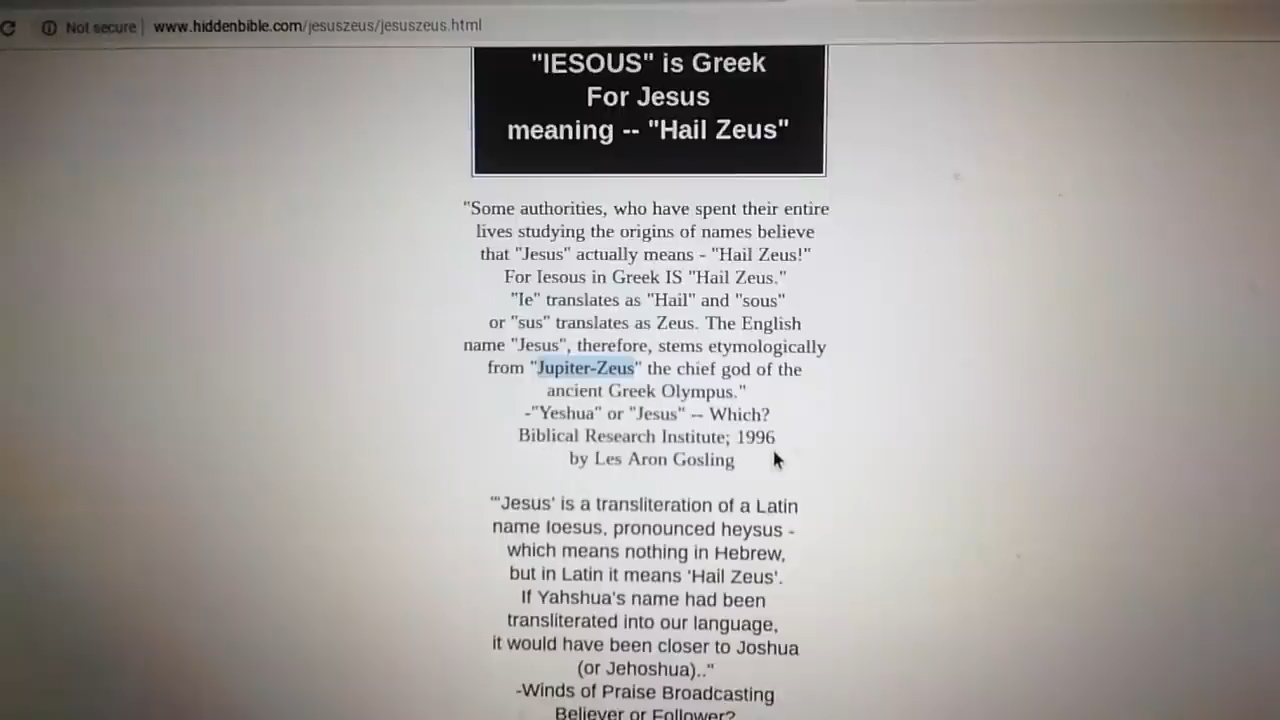 Not secure | www.hiddenbible.com/jesuszeus/jesuszeus.html
"IESOUS" is Greek
For Jesus
meaning -- "Hail Zeus"
"Some authorities, who have spent their entire
lives studying the origins of names believe
that "Jesus" actually means - "Hail Zeus!"
For Iesous in Greek IS "Hail Zeus."
"Ie" translates as "Hail" and "sous"
or "sus" translates as Zeus. The English
name "Jesus", therefore, stems etymologically
from "Jupiter-Zeus" the chief god of the
ancient Greek Olympus."
-"Yeshua" or "Jesus" -- Which?
Biblical Research Institute; 1996
by Les Aron Gosling
"'Jesus' is a transliteration of a Latin
name Ioesus, pronounced heysus -
which means nothing in Hebrew,
but in Latin it means 'Hail Zeus'.
If Yahshua's name had been
transliterated into our language,
it would have been closer to Joshua
(or Jehoshua).."
-Winds of Praise Broadcasting
Believer or Follower?